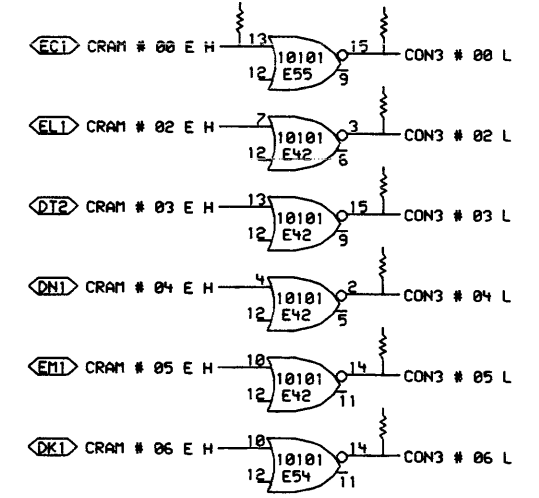 EC1 CRAM # 00 E H 13 15 CON3 # 00 L
10101
12 E55 9
EL1 CRAM # 02 E H 7 3 CON3 # 02 L
10101
12 E42 6
DT2 CRAM # 03 E H 13 15 CON3 # 03 L
10101
12 E42 9
DN1 CRAM # 04 E H 4 2 CON3 # 04 L
10101
12 E42 5
EM1 CRAM # 05 E H 10 14 CON3 # 05 L
10101
12 E42 11
DK1 CRAM # 06 E H 10 14 CON3 # 06 L
10101
12 E54 11